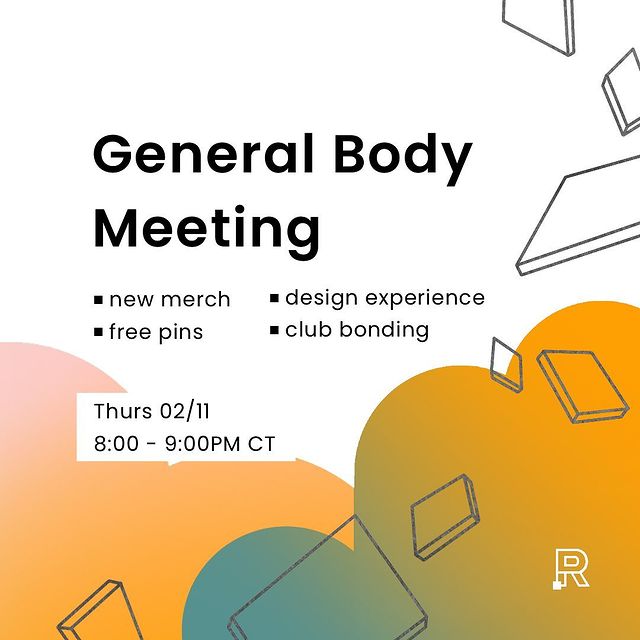 General Body
Meeting
▪ new merch
▪ free pins
▪ design experience
▪ club bonding
Thurs 02/11
8:00 - 9:00PM CT
R